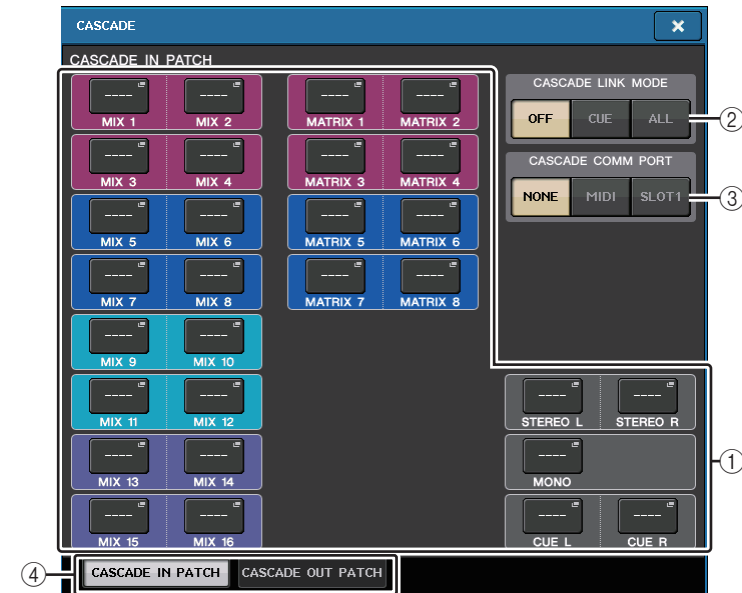 CASCADE
CASCADE IN PATCH
---- ---- ---- ----
MIX 1 MIX 2 MATRIX 1 MATRIX 2
---- ---- ---- ----
MIX 3 MIX 4 MATRIX 3 MATRIX 4
---- ---- ---- ----
MIX 5 MIX 6 MATRIX 5 MATRIX 6
---- ---- ---- ----
MIX 7 MIX 8 MATRIX 7 MATRIX 8
---- ----
MIX 9 MIX 10
---- ----
MIX 11 MIX 12
---- ----
MIX 13 MIX 14
---- ----
MIX 15 MIX 16
CASCADE LINK MODE
OFF CUE ALL ②
CASCADE COMM PORT
NONE MIDI SLOT1 ③
---- ----
STEREO L STEREO R
---- ①
MONO
---- ----
CUE L CUE R
④ CASCADE IN PATCH CASCADE OUT PATCH